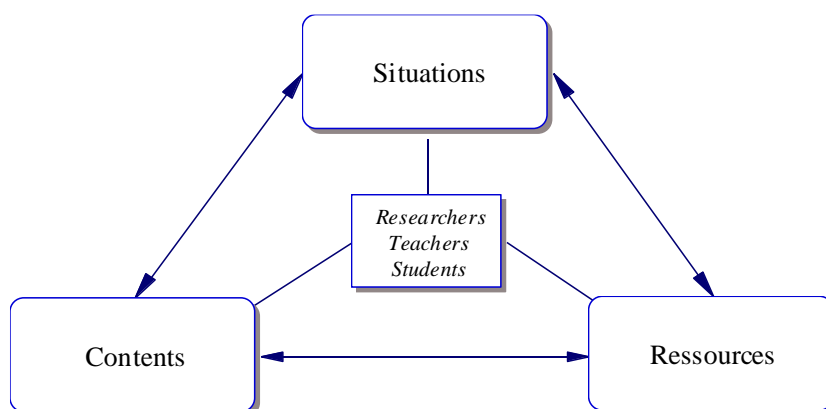 Situations
Researchers
Teachers
Students
Contents
Ressources